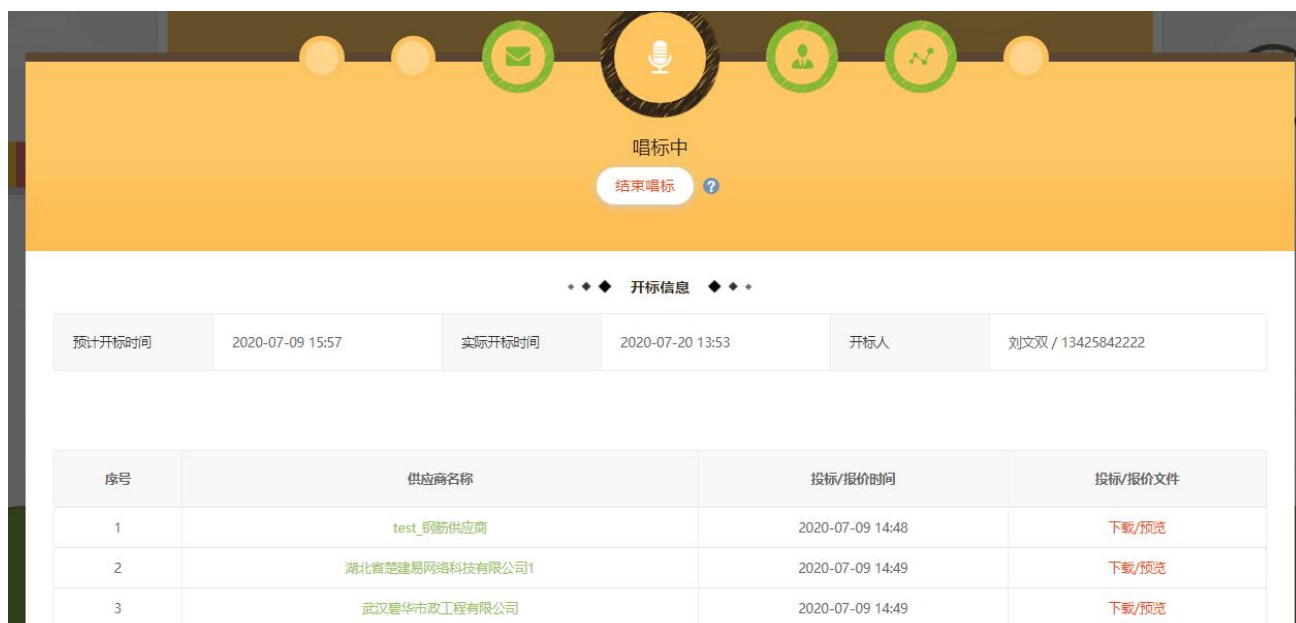 唱标中
结束唱标 ?
开标信息
预计开标时间 2020-07-09 15:57 实际开标时间 2020-07-20 13:53 开标人 刘文双 / 13425842222
序号 供应商名称 投标/报价时间 投标/报价文件
1 test_钢筋供应商 2020-07-09 14:48 下载/预览
2 湖北省楚建易网络科技有限公司1 2020-07-09 14:49 下载/预览
3 武汉碧华市政工程有限公司 2020-07-09 14:49 下载/预览